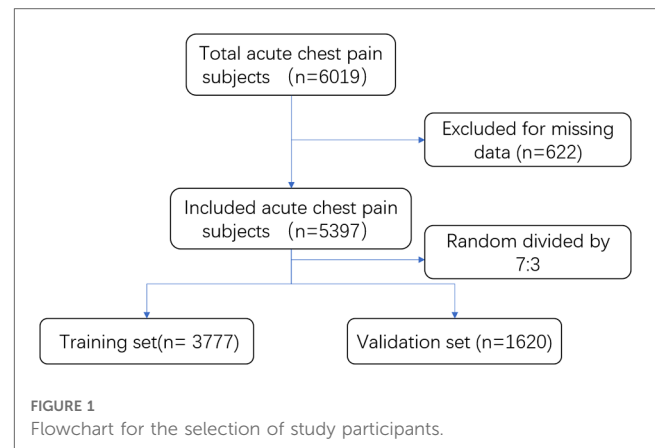 Total acute chest pain
subjects （n=6019)
Excluded for missing
data (n=622)
Included acute chest pain
subjects （n=5397)
Random divided by
7:3
Training set(n= 3777)
Validation set (n=1620)
FIGURE 1
Flowchart for the selection of study participants.